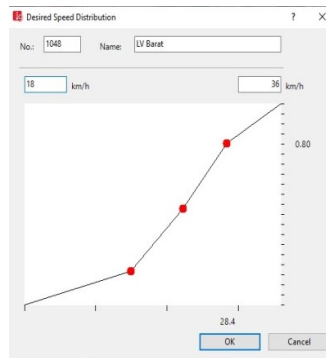 Desired Speed Distribution ? X
No.: 1048 Name: LV Barat
18 km/h 36 km/h
0.80
28.4
OK Cancel